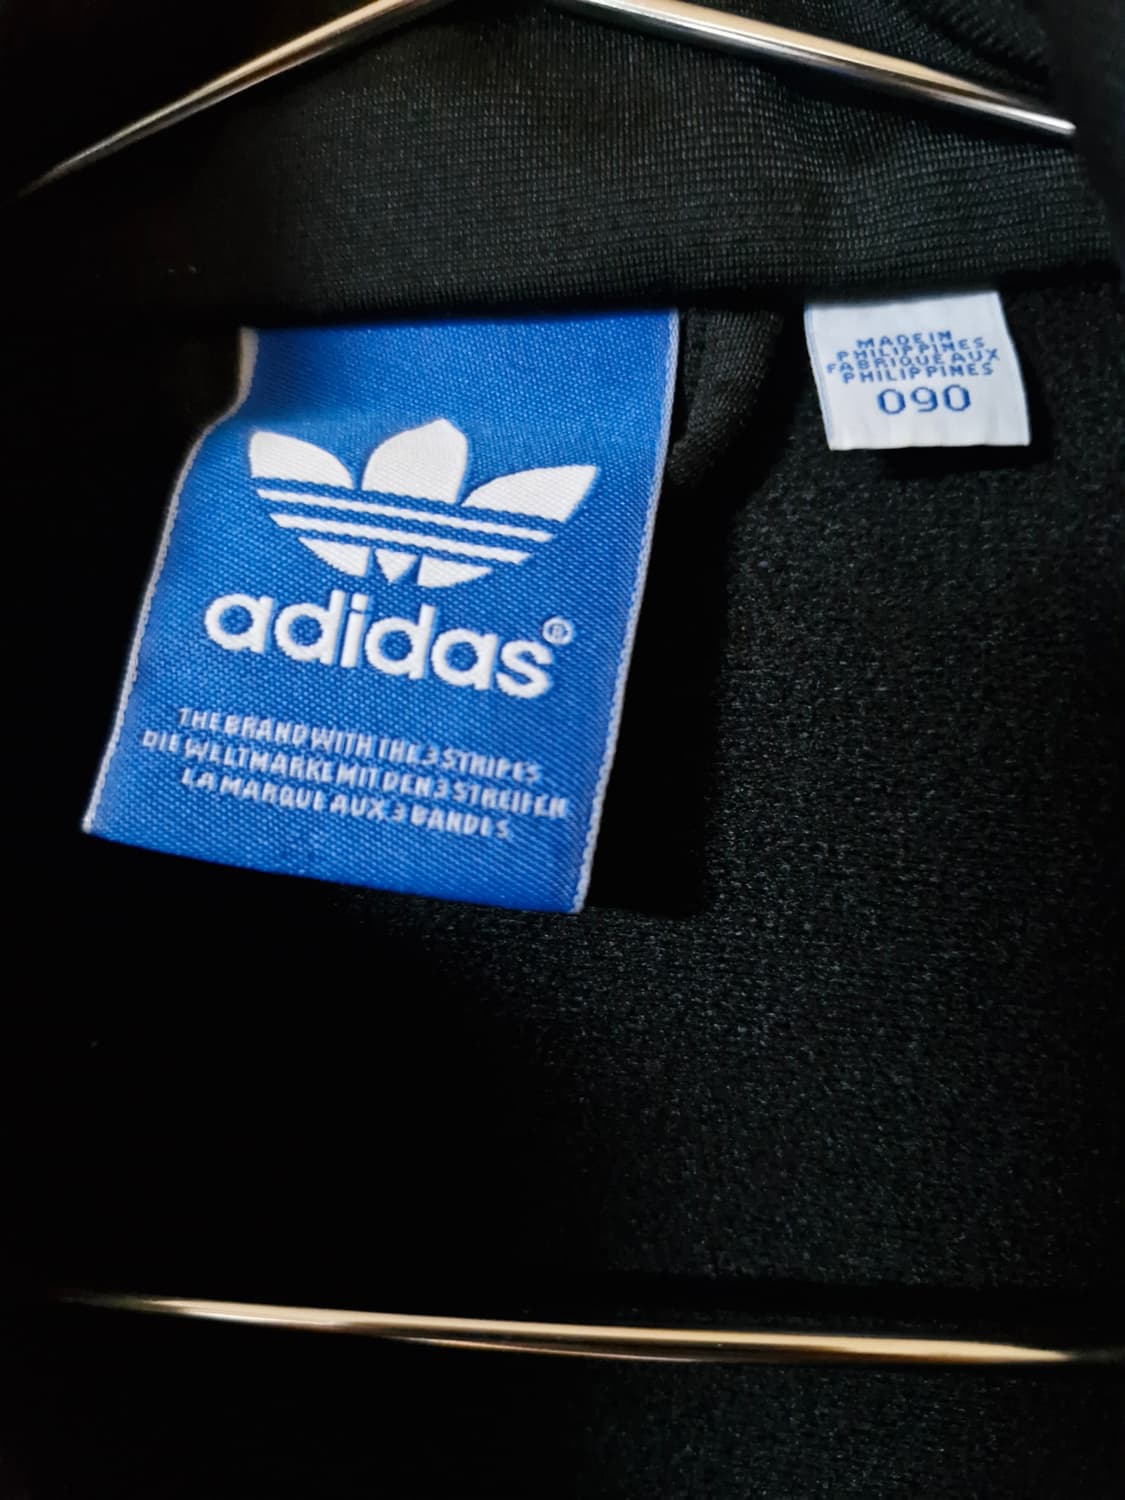 adidas®
THE BRAND WITH THE 3 STRIPES
DIE WELTMARKE MIT DEN 3 STREIFEN
LA MARQUE AUX 3 BANDES
MADE IN
PHILIPPINES
FABRIQUE AUX
PHILIPPINES
090